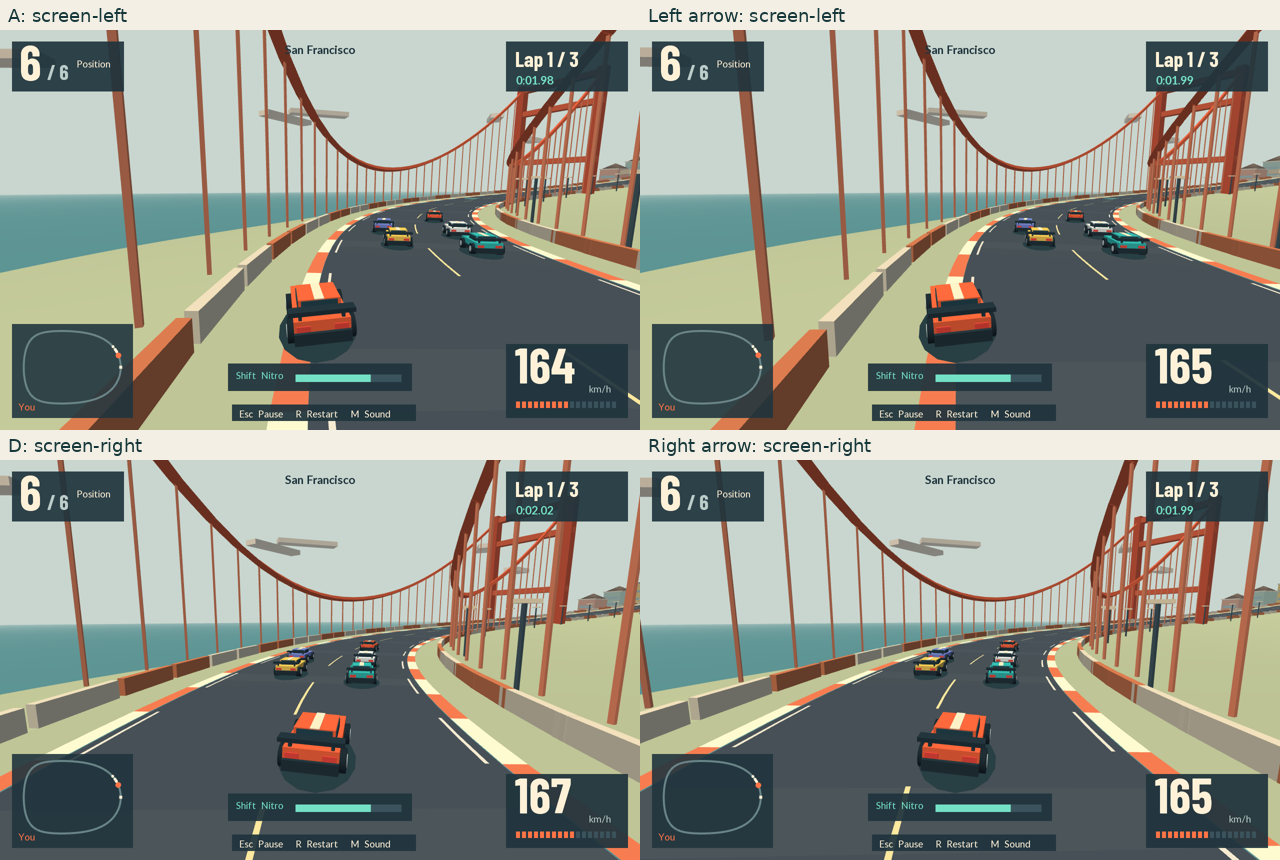 A: screen-left
San Francisco
6 / 6 Position
Lap 1 / 3
0:01.98
You
Shift Nitro
Esc Pause R Restart M Sound
164
km/h
Left arrow: screen-left
San Francisco
6 / 6 Position
Lap 1 / 3
0:01.99
You
Shift Nitro
Esc Pause R Restart M Sound
165
km/h
D: screen-right
San Francisco
6 / 6 Position
Lap 1 / 3
0:02.02
You
Shift Nitro
Esc Pause R Restart M Sound
167
km/h
Right arrow: screen-right
San Francisco
6 / 6 Position
Lap 1 / 3
0:01.99
You
Shift Nitro
Esc Pause R Restart M Sound
165
km/h